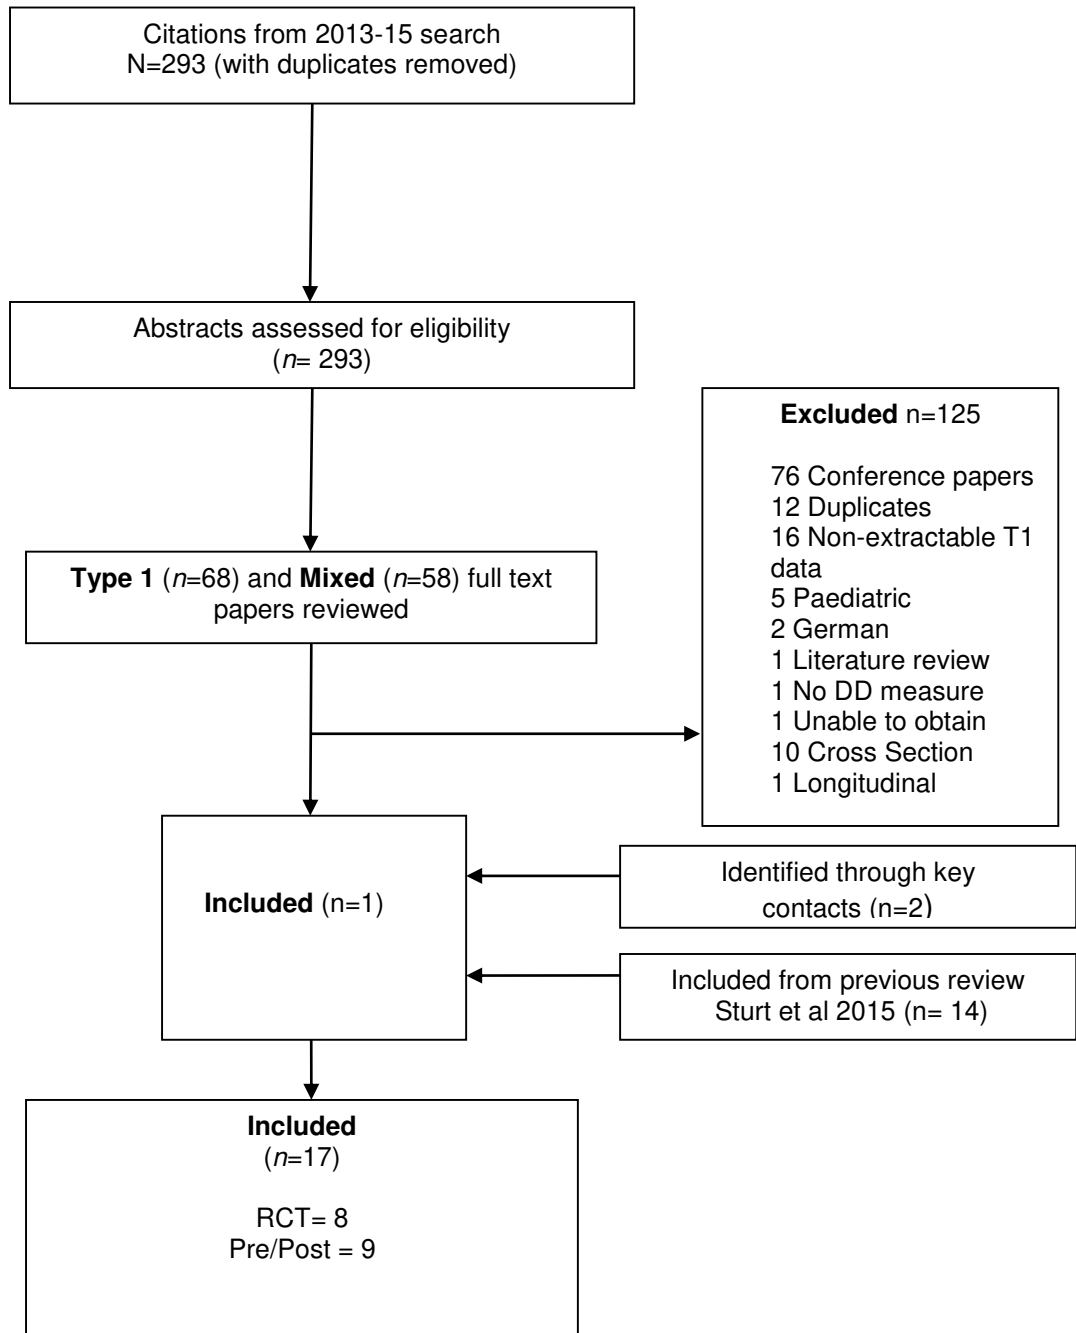 Citations from 2013-15 search
N=293 (with duplicates removed)
Abstracts assessed for eligibility
(n= 293)
Excluded n=125
76 Conference papers
12 Duplicates
16 Non-extractable T1
data
5 Paediatric
2 German
1 Literature review
1 No DD measure
1 Unable to obtain
10 Cross Section
1 Longitudinal
Type 1 (n=68) and Mixed (n=58) full text
papers reviewed
Included (n=1)
Identified through key
contacts (n=2)
Included from previous review
Sturt et al 2015 (n= 14)
Included
(n=17)
RCT= 8
Pre/Post = 9